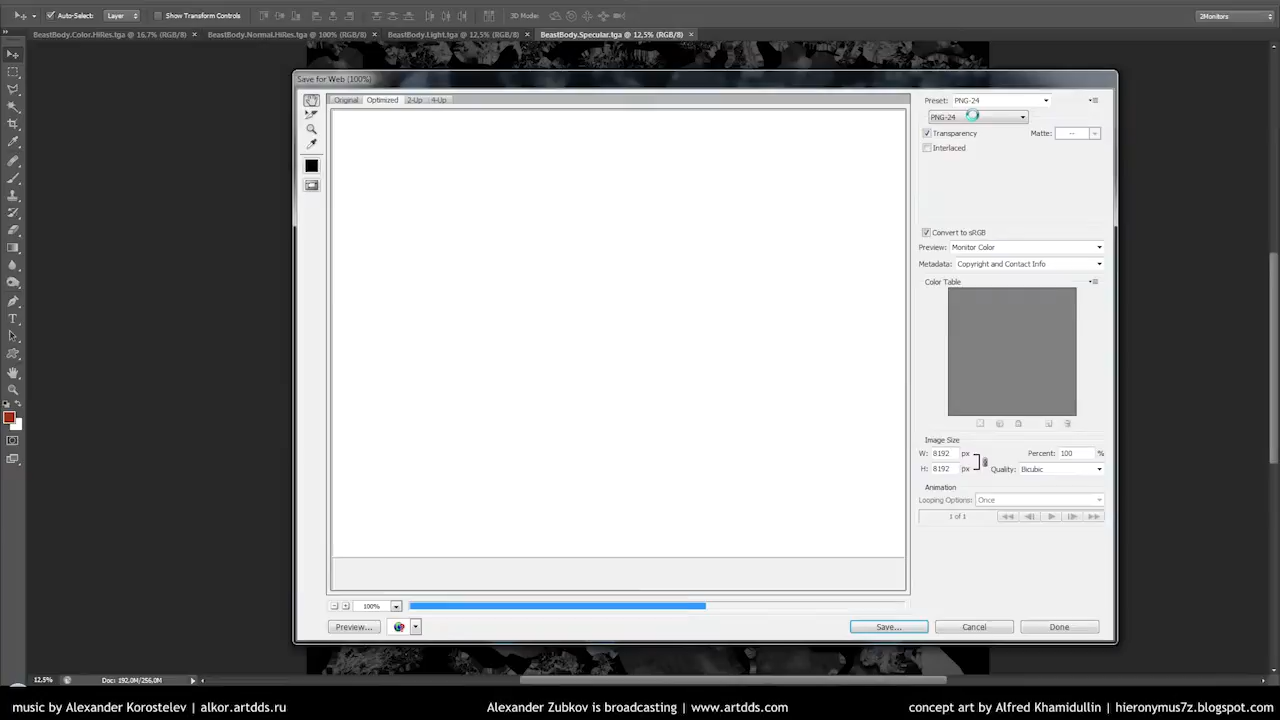 Auto-Select: Layer Show Transform Controls 3D Mode: 2Monitors
BeastBody.Color.HiRes.tga @ 16,7% (RGB/8) BeastBody.Normal.HiRes.tga @ 100% (RGB/8) BeastBody.Light.tga @ 12,5% (RGB/8) BeastBody.Specular.tga @ 12,5% (RGB/8)
Save for Web (100%)
Original Optimized 2-Up 4-Up
Preset: PNG-24
PNG-24
Transparency Matte: --
Interlaced
Convert to sRGB
Preview: Monitor Color
Metadata: Copyright and Contact Info
Color Table
Image Size
W: 8192 px Percent: 100 %
H: 8192 px Quality: Bicubic
Animation
Looping Options: Once
1 of 1
100%
Preview... Save... Cancel Done
12,5% Doc: 192,0M/256,0M
music by Alexander Korostelev | alkor.artdds.ru Alexander Zubkov is broadcasting | www.artdds.com concept art by Alfred Khamidullin | hieronymus7z.blogspot.com